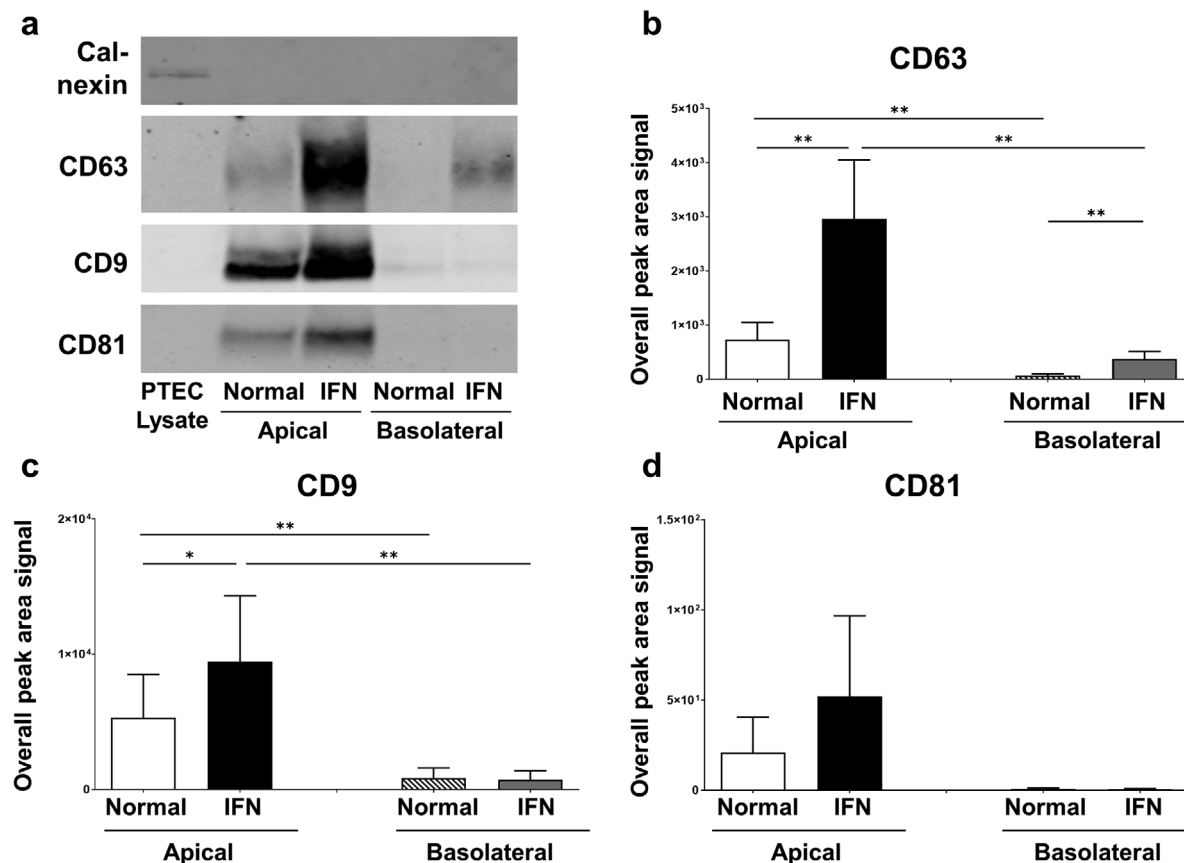 a
Cal-
nexin
CD63
CD9
CD81
PTEC
Lysate
Normal IFN Normal IFN
Apical Basolateral
b
CD63
Overall peak area signal
5×10³
4×10³
3×10³
2×10³
1×10³
0
** **
** **
**
Normal IFN Normal IFN
Apical Basolateral
c
CD9
Overall peak area signal
2×10⁴
1×10⁴
0
**
* **
Normal IFN Normal IFN
Apical Basolateral
d
CD81
Overall peak area signal
1.5×10²
1×10²
5×10¹
0
Normal IFN Normal IFN
Apical Basolateral